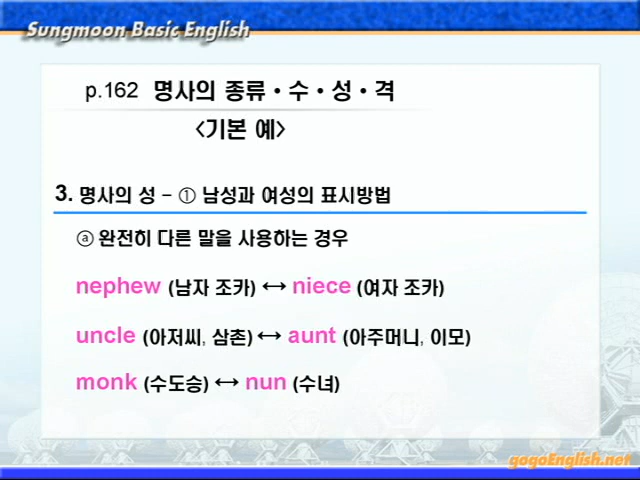 Sungmoon Basic English
p.162 명사의 종류•수•성•격
<기본 예>
3. 명사의 성 - ① 남성과 여성의 표시방법
ⓐ 완전히 다른 말을 사용하는 경우
nephew (남자 조카) ↔ niece (여자 조카)
uncle (아저씨, 삼촌) ↔ aunt (아주머니, 이모)
monk (수도승) ↔ nun (수녀)
gogoEnglish.net